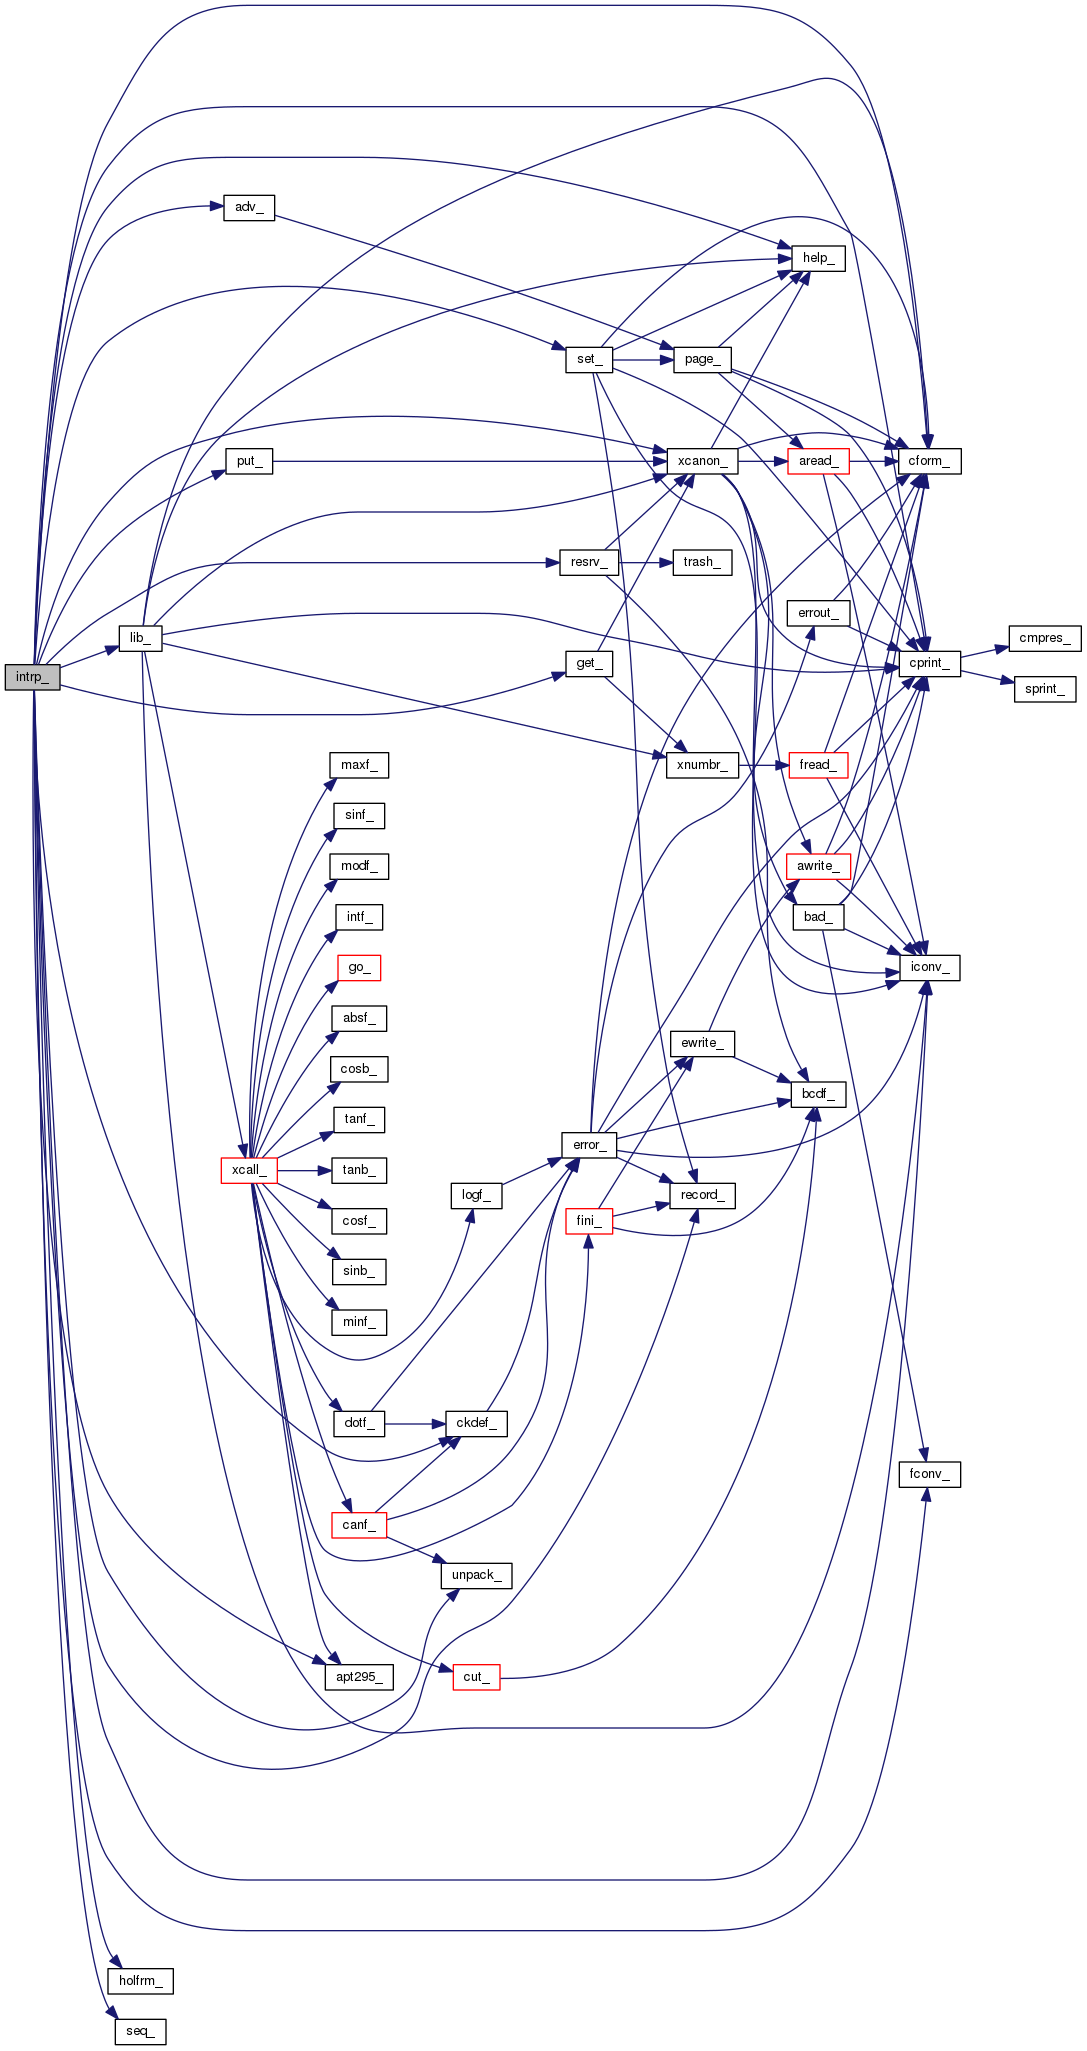 adv_
help_
set_
page_
put_
xcanon_
aread_
cform_
resrv_
trash_
errout_
lib_
cmpres_
get_
cprint_
intrp_
sprint_
maxf_
xnumbr_
fread_
sinf_
modf_
awrite_
intf_
bad_
go_
iconv_
absf_
ewrite_
cosb_
bcdf_
tanf_
error_
xcall_
tanb_
logf_
record_
cosf_
fini_
sinb_
minf_
dotf_
ckdef_
fconv_
canf_
unpack_
apt295_
cut_
holfrm_
seq_